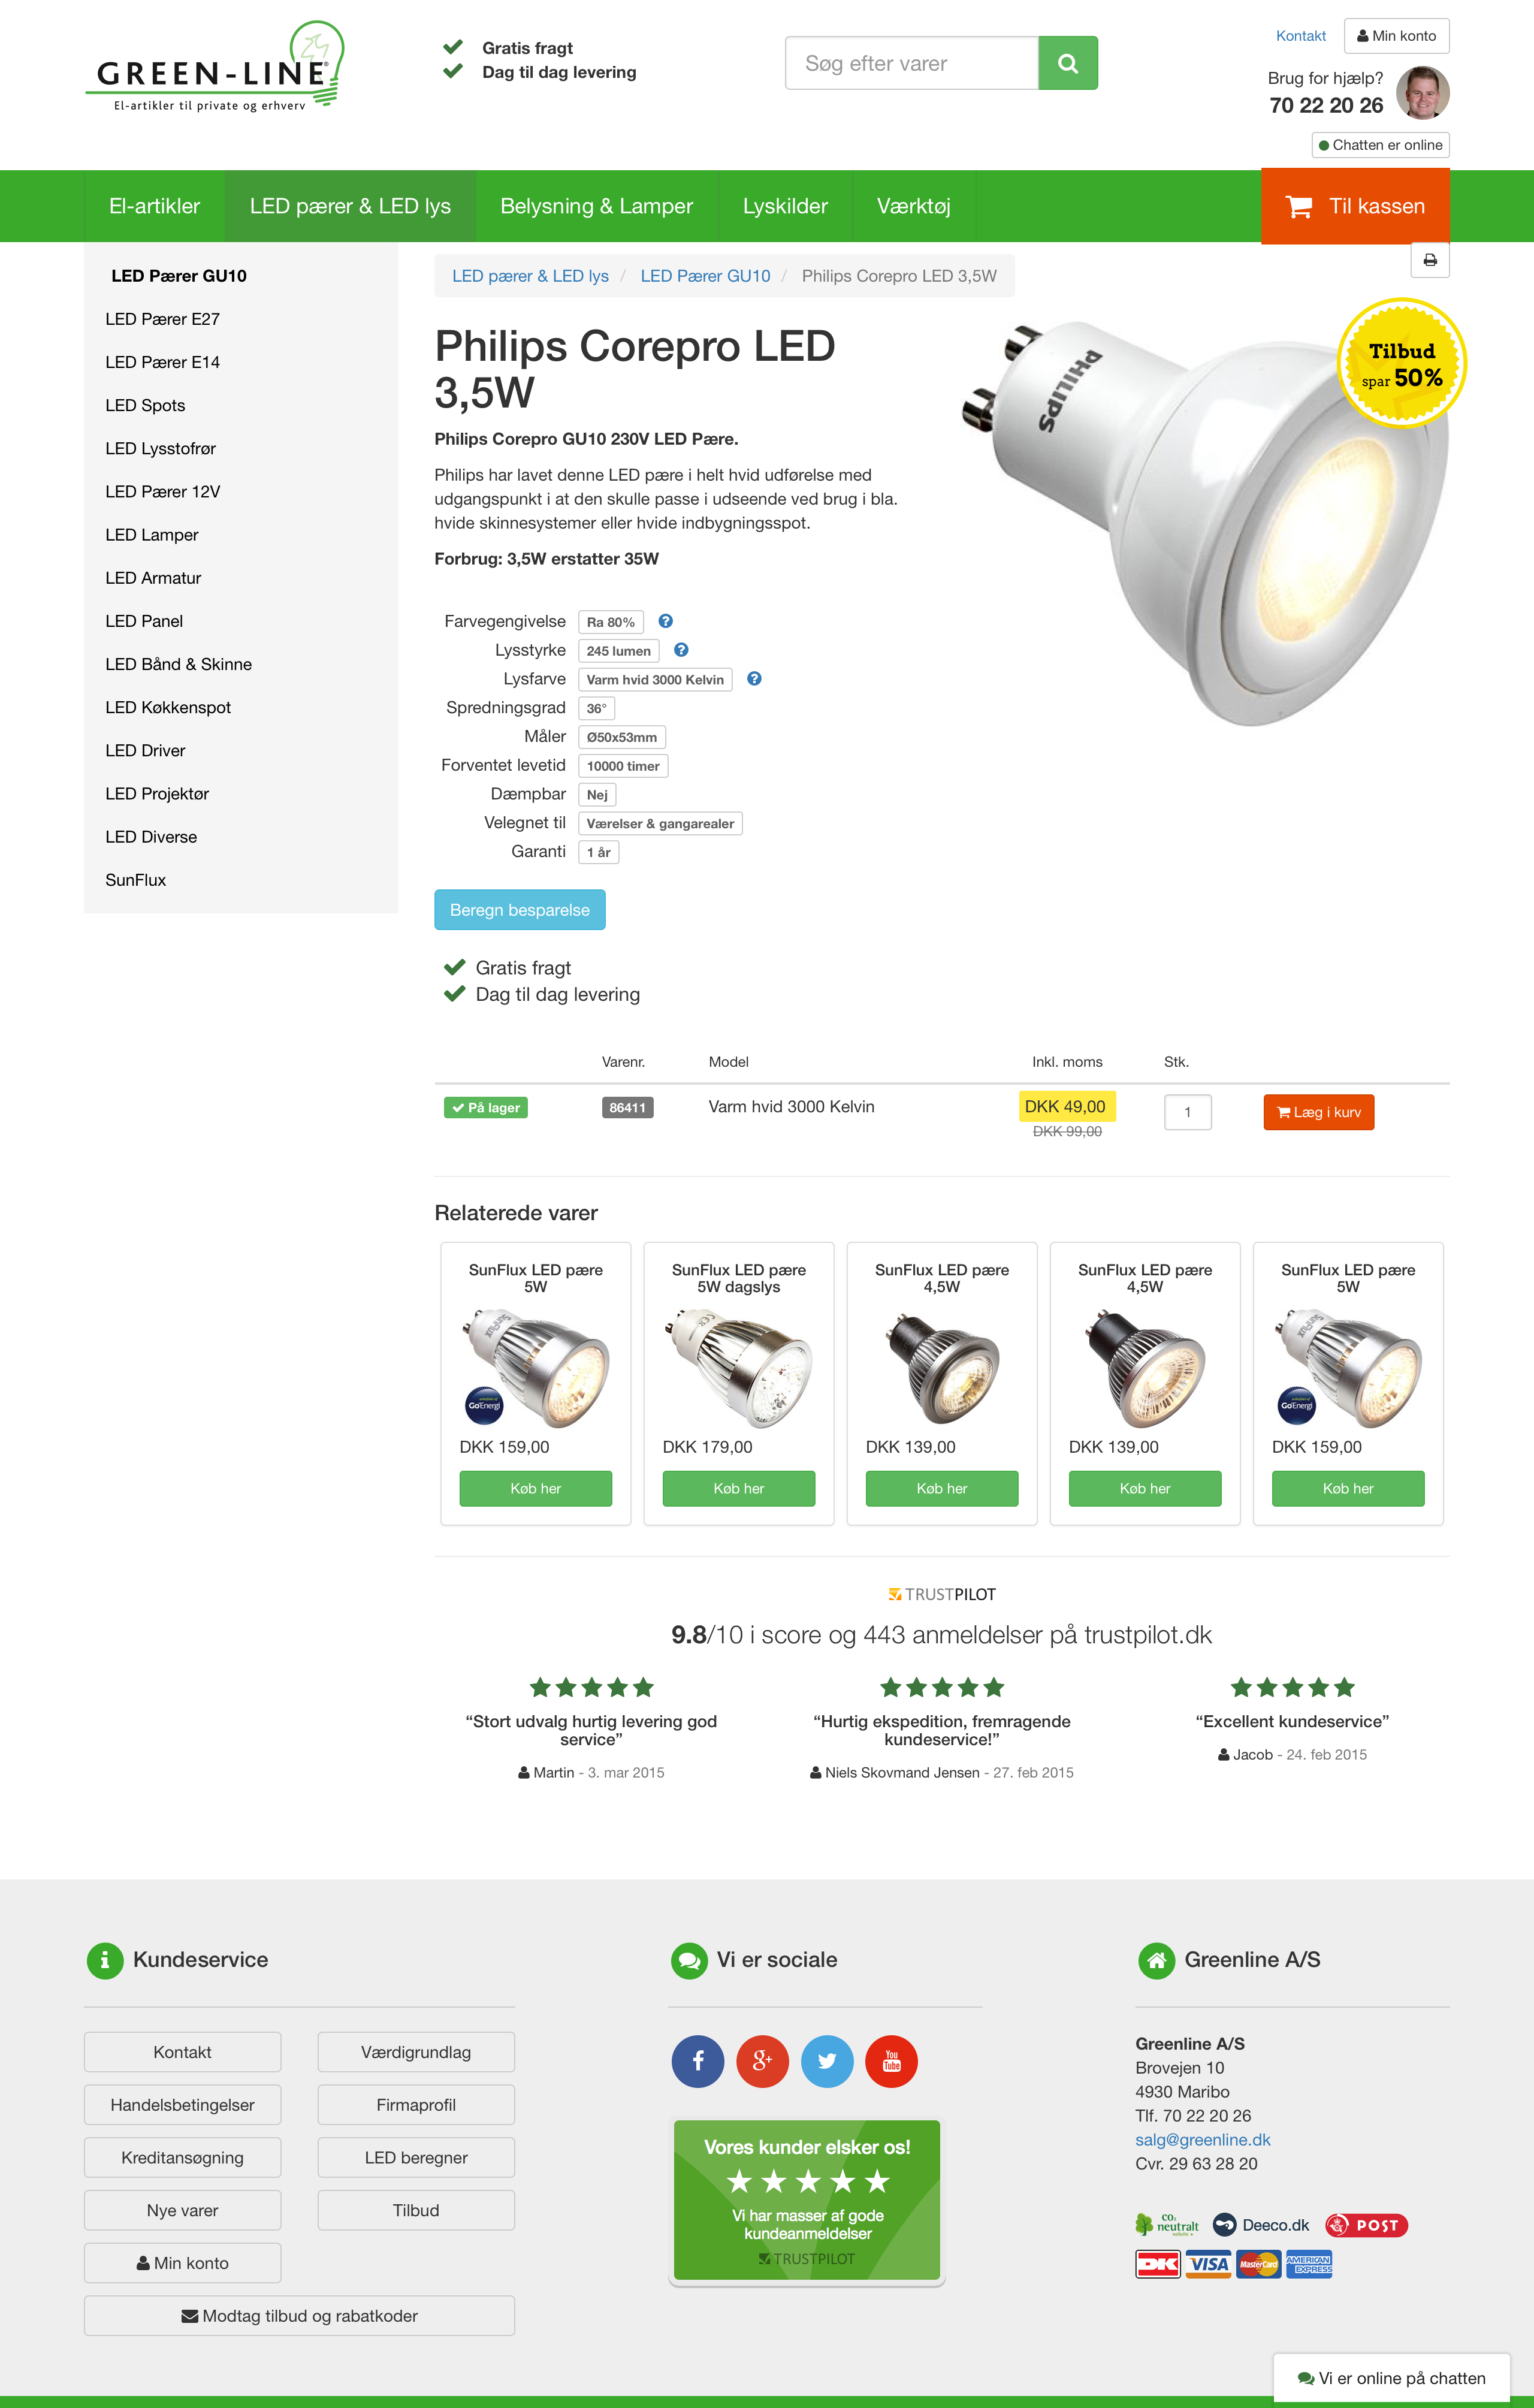 GREEN-LINE®
El-artikler til private og erhverv
Gratis fragt
Dag til dag levering
Søg efter varer
Kontakt
Min konto
Brug for hjælp?
70 22 20 26
Chatten er online
El-artikler
LED pærer & LED lys
Belysning & Lamper
Lyskilder
Værktøj
Til kassen
LED Pærer GU10
LED Pærer E27
LED Pærer E14
LED Spots
LED Lysstofrør
LED Pærer 12V
LED Lamper
LED Armatur
LED Panel
LED Bånd & Skinne
LED Køkkenspot
LED Driver
LED Projektør
LED Diverse
SunFlux
LED pærer & LED lys / LED Pærer GU10 / Philips Corepro LED 3,5W
Philips Corepro LED
3,5W
Philips Corepro GU10 230V LED Pære.
Philips har lavet denne LED pære i helt hvid udførelse med
udgangspunkt i at den skulle passe i udseende ved brug i bla.
hvide skinnesystemer eller hvide indbygningsspot.
Forbrug: 3,5W erstatter 35W
PHILIPS
Tilbud
spar 50%
Farvegengivelse Ra 80%
Lysstyrke 245 lumen
Lysfarve Varm hvid 3000 Kelvin
Spredningsgrad 36°
Måler Ø50x53mm
Forventet levetid 10000 timer
Dæmpbar Nej
Velegnet til Værelser & gangarealer
Garanti 1 år
Beregn besparelse
Gratis fragt
Dag til dag levering
Varenr. Model Inkl. moms Stk.
På lager 86411 Varm hvid 3000 Kelvin DKK 49,00 1 Læg i kurv
DKK 99,00
Relaterede varer
SunFlux LED pære
5W
SunFlux
GoEnergi
DKK 159,00
Køb her
SunFlux LED pære
5W dagslys
DKK 179,00
Køb her
SunFlux LED pære
4,5W
DKK 139,00
Køb her
SunFlux LED pære
4,5W
DKK 139,00
Køb her
SunFlux LED pære
5W
SunFlux
GoEnergi
DKK 159,00
Køb her
TRUSTPILOT
9.8/10 i score og 443 anmeldelser på trustpilot.dk
“Stort udvalg hurtig levering god
service”
Martin - 3. mar 2015
“Hurtig ekspedition, fremragende
kundeservice!”
Niels Skovmand Jensen - 27. feb 2015
“Excellent kundeservice”
Jacob - 24. feb 2015
Kundeservice
Kontakt
Værdigrundlag
Handelsbetingelser
Firmaprofil
Kreditansøgning
LED beregner
Nye varer
Tilbud
Min konto
Modtag tilbud og rabatkoder
Vi er sociale
You
Tube
Vores kunder elsker os!
Vi har masser af gode
kundeanmeldelser
TRUSTPILOT
Greenline A/S
Greenline A/S
Brovejen 10
4930 Maribo
Tlf. 70 22 20 26
salg@greenline.dk
Cvr. 29 63 28 20
CO2
neutralt
website
Deeco.dk
POST
DK
VISA
MasterCard
AMERICAN
EXPRESS
Vi er online på chatten